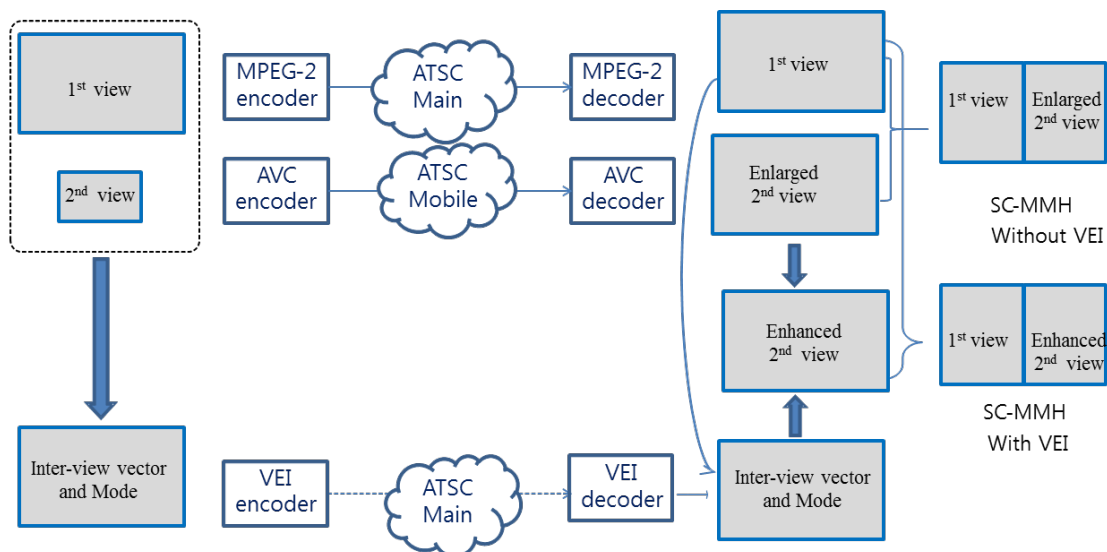 1st view
2nd view
Inter-view vector
and Mode
MPEG-2
encoder
ATSC
Main
MPEG-2
decoder
AVC
encoder
ATSC
Mobile
AVC
decoder
VEI
encoder
ATSC
Main
VEI
decoder
1st view
Enlarged
2nd view
Enhanced
2nd view
Inter-view vector
and Mode
1st view
Enlarged
2nd view
SC-MMH
Without VEI
1st view
Enhanced
2nd view
SC-MMH
With VEI